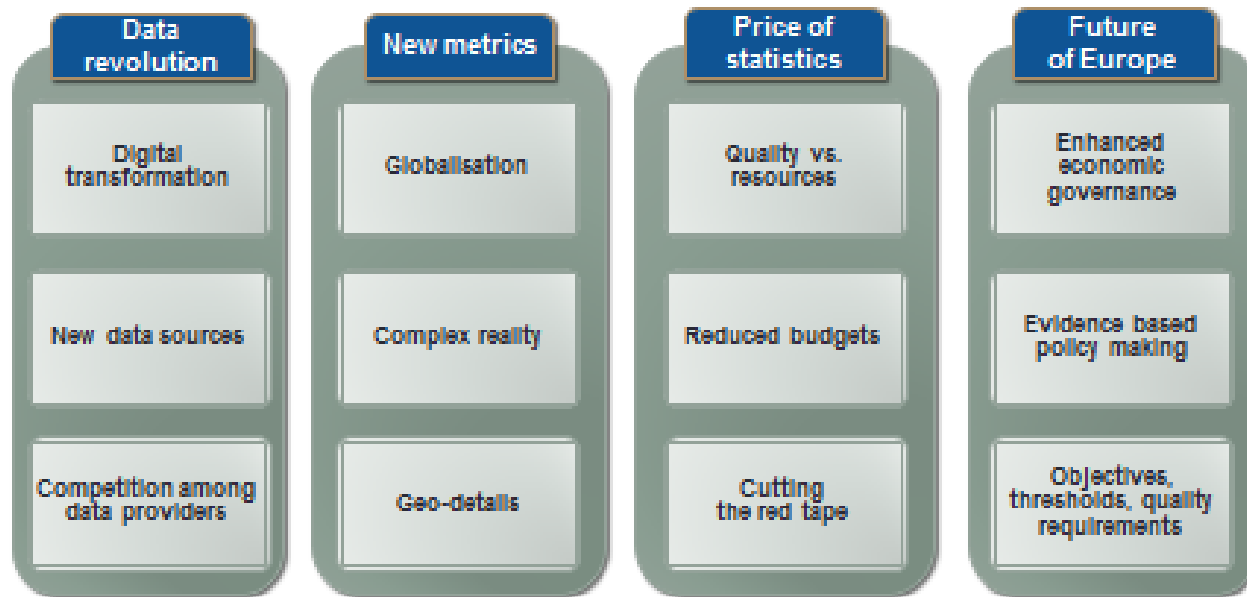 Data
revolution
Digital
transformation
New data sources
Competition among
data providers
New metrics
Globalisation
Complex reality
Geo-details
Price of
statistics
Quality vs.
resources
Reduced budgets
Cutting
the red tape
Future
of Europe
Enhanced
economic
governance
Evidence based
policy making
Objectives,
thresholds, quality
requirements